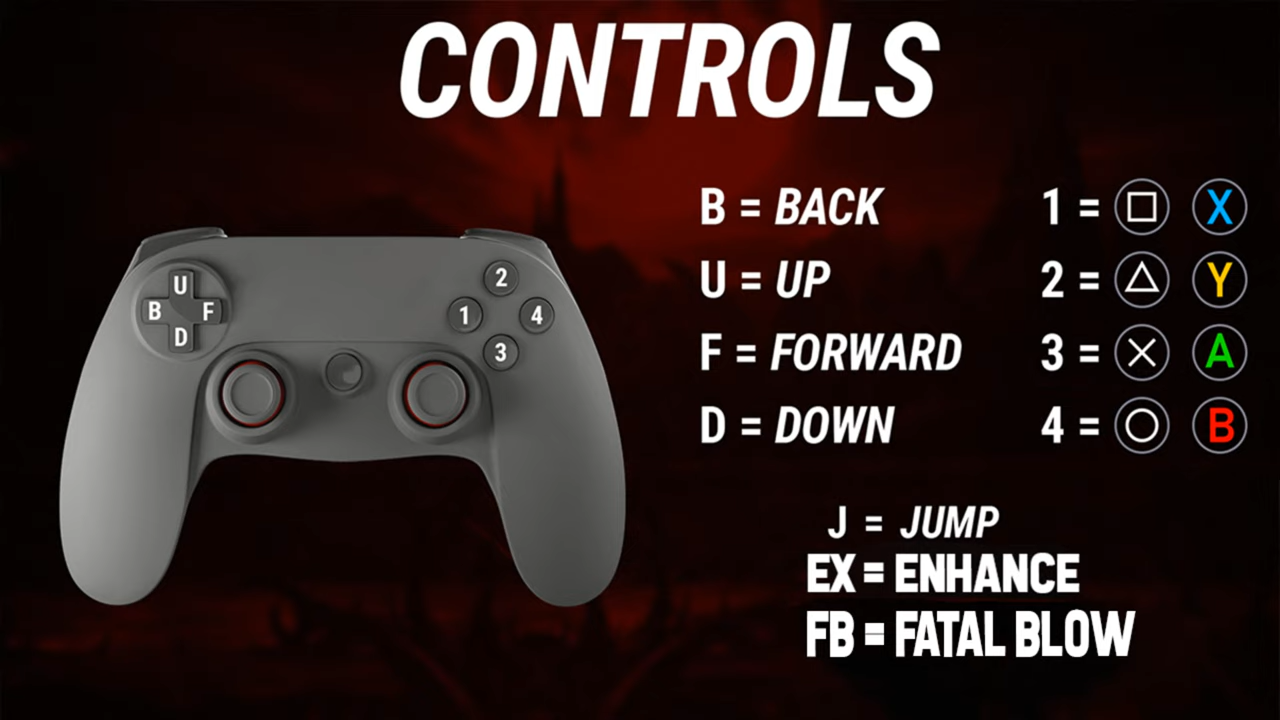 CONTROLS
B = BACK
U = UP
F = FORWARD
D = DOWN
1 = X
2 = Y
3 = A
4 = B
J = JUMP
EX = ENHANCE
FB = FATAL BLOW
U
B F
D
2
1 4
3